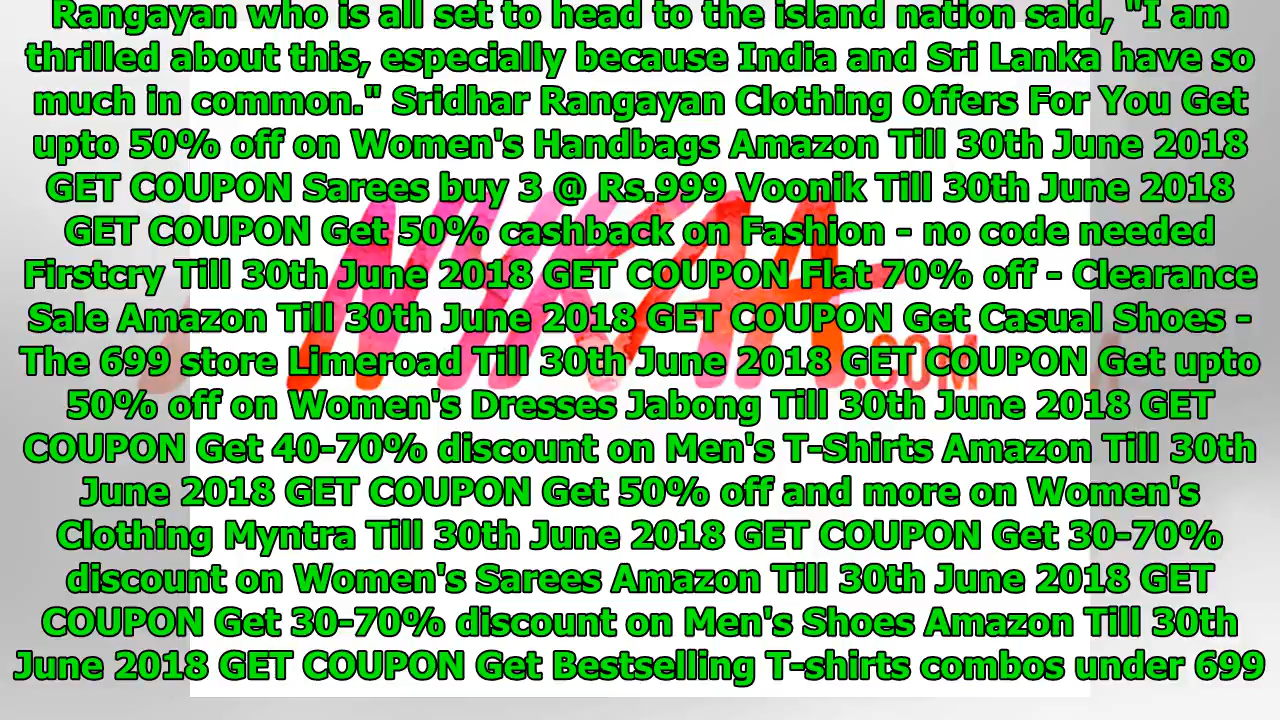 Rangayan who is all set to head to the island nation said, "I am
thrilled about this, especially because India and Sri Lanka have so
much in common." Sridhar Rangayan Clothing Offers For You Get
upto 50% off on Women's Handbags Amazon Till 30th June 2018
GET COUPON Sarees buy 3 @ Rs.999 Voonik Till 30th June 2018
GET COUPON Get 50% cashback on Fashion - no code needed
Firstcry Till 30th June 2018 GET COUPON Flat 70% off - Clearance
Sale Amazon Till 30th June 2018 GET COUPON Get Casual Shoes -
The 699 store Limeroad Till 30th June 2018 GET COUPON Get upto
50% off on Women's Dresses Jabong Till 30th June 2018 GET
COUPON Get 40-70% discount on Men's T-Shirts Amazon Till 30th
June 2018 GET COUPON Get 50% off and more on Women's
Clothing Myntra Till 30th June 2018 GET COUPON Get 30-70%
discount on Women's Sarees Amazon Till 30th June 2018 GET
COUPON Get 30-70% discount on Men's Shoes Amazon Till 30th
June 2018 GET COUPON Get Bestselling T-shirts combos under 699
NYKAA.COM